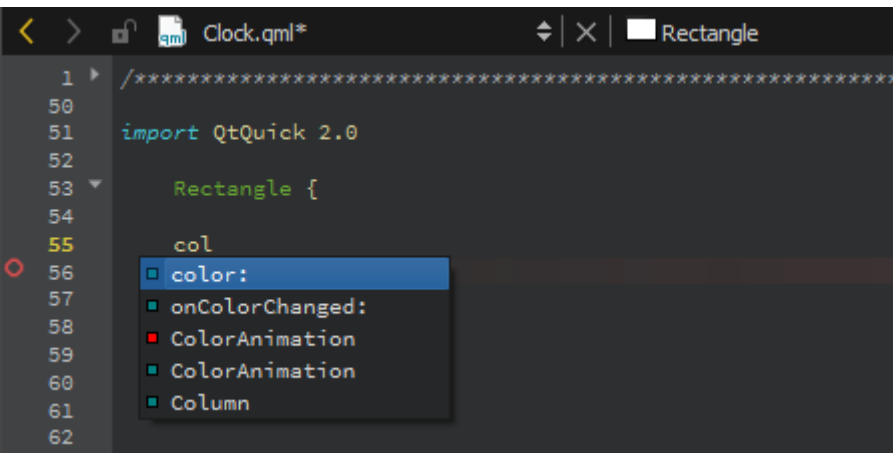 qml Clock.qml* Rectangle
1 /**********************************************************
50
51 import QtQuick 2.0
52
53 Rectangle {
54
55 col
56 color:
57 onColorChanged:
58 ColorAnimation
59 ColorAnimation
60
61 Column
62